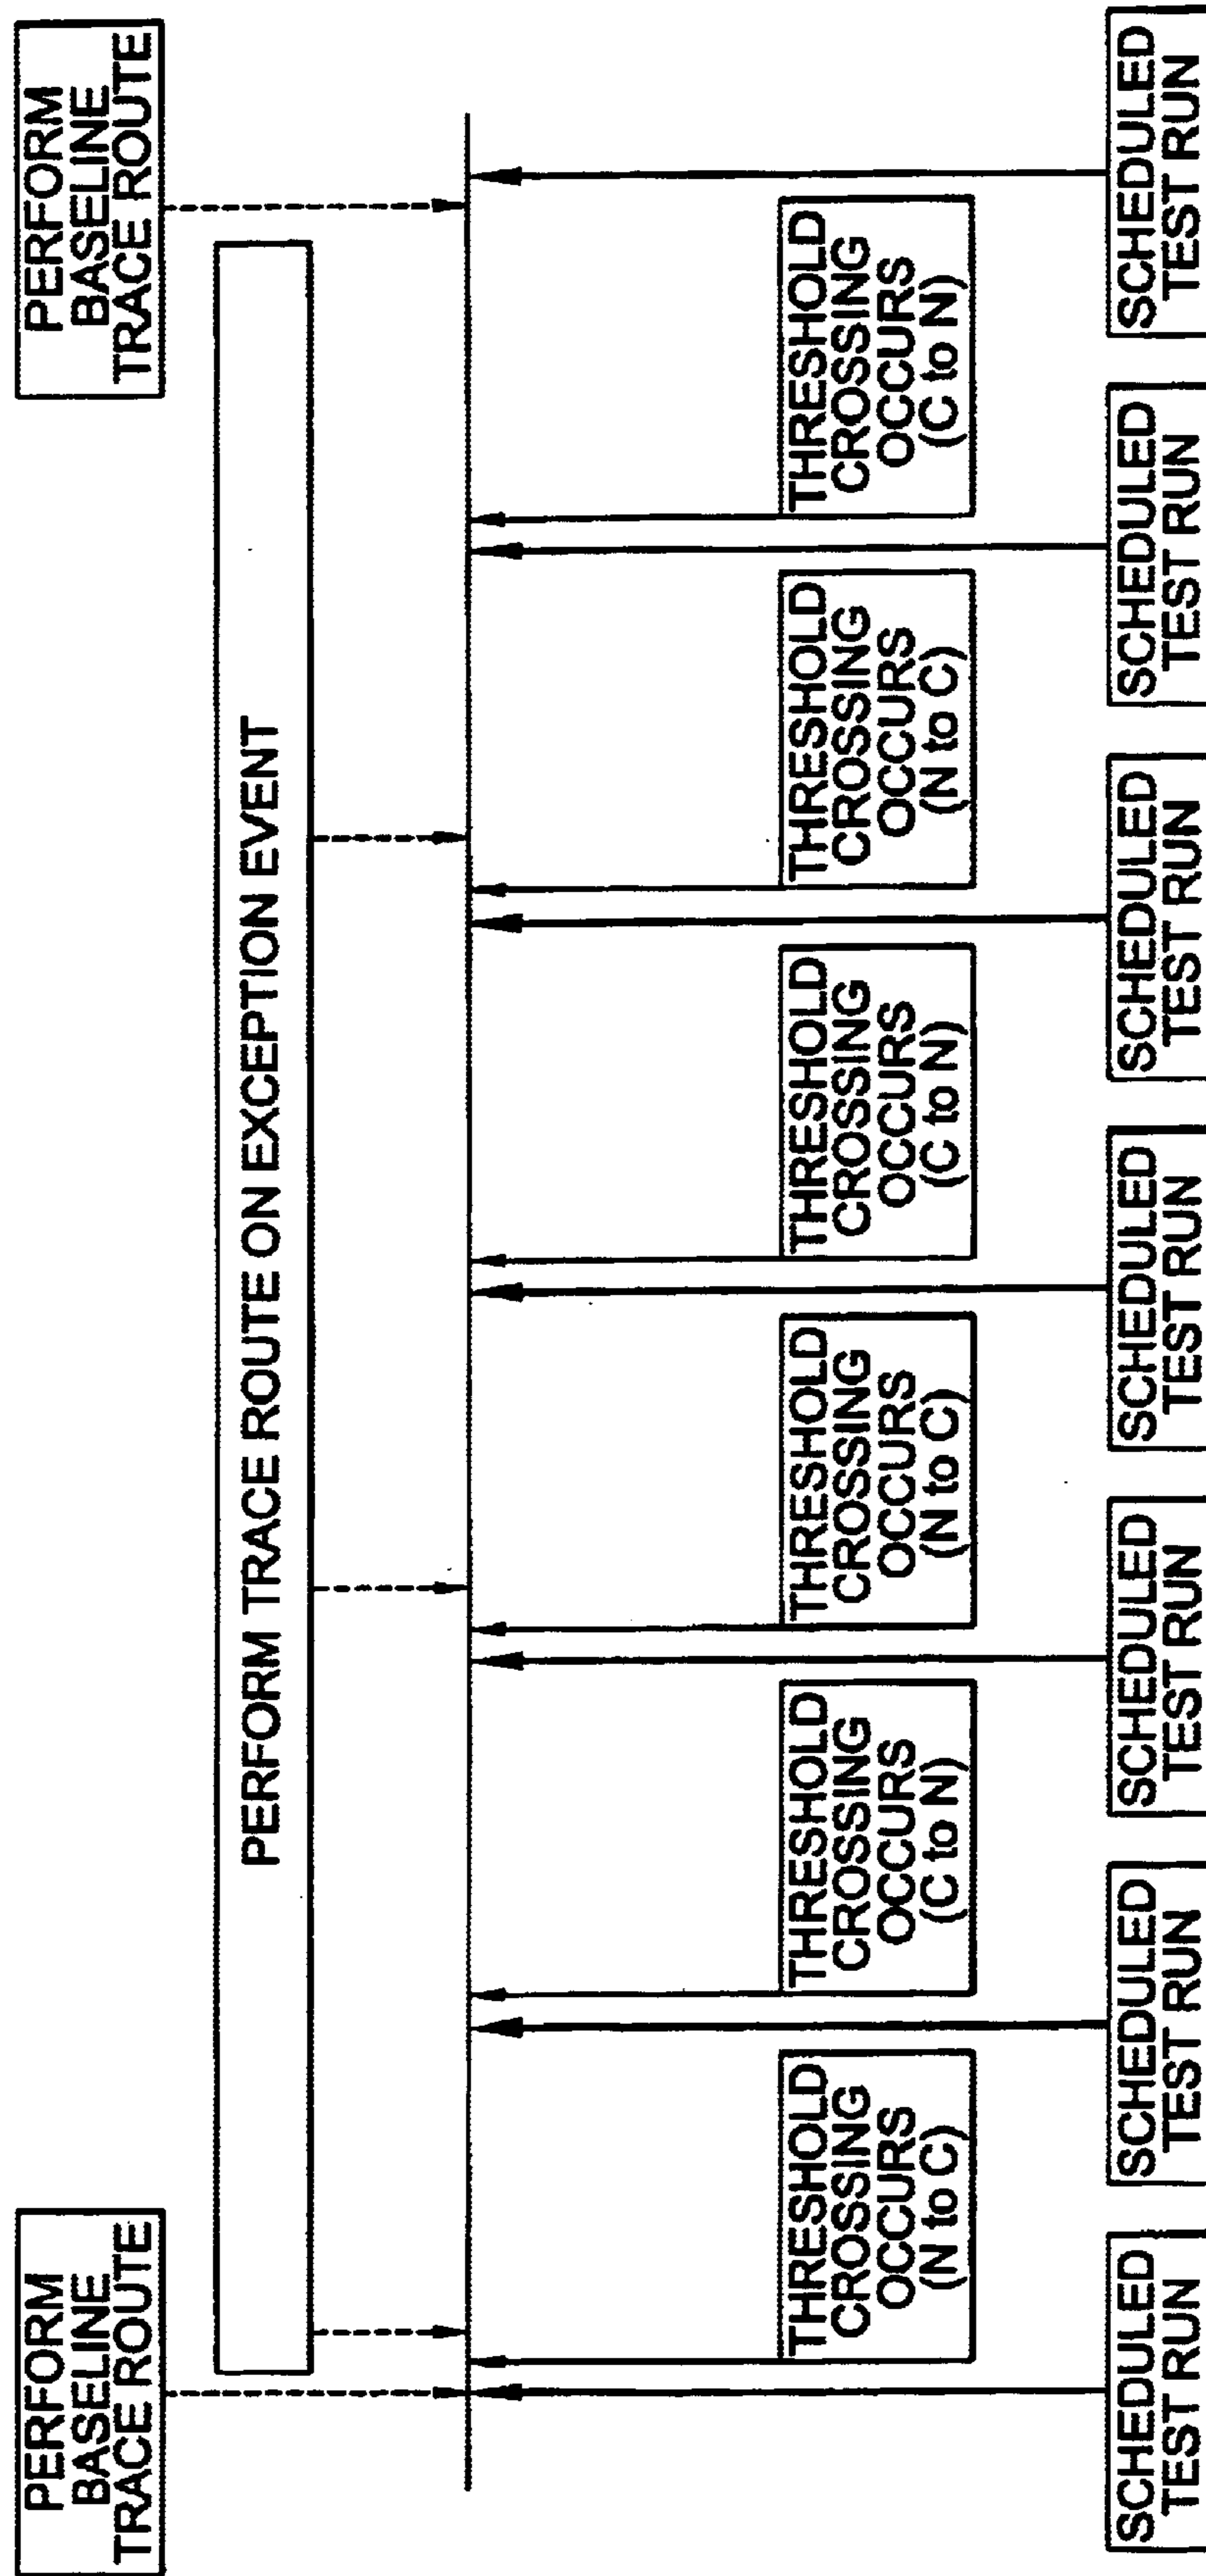 PERFORM
BASELINE
TRACE ROUTE
PERFORM
BASELINE
TRACE ROUTE
PERFORM TRACE ROUTE ON EXCEPTION EVENT
THRESHOLD
CROSSING
OCCURS
(N to C)
THRESHOLD
CROSSING
OCCURS
(C to N)
THRESHOLD
CROSSING
OCCURS
(N to C)
THRESHOLD
CROSSING
OCCURS
(C to N)
THRESHOLD
CROSSING
OCCURS
(N to C)
THRESHOLD
CROSSING
OCCURS
(C to N)
SCHEDULED
TEST RUN
SCHEDULED
TEST RUN
SCHEDULED
TEST RUN
SCHEDULED
TEST RUN
SCHEDULED
TEST RUN
SCHEDULED
TEST RUN
SCHEDULED
TEST RUN